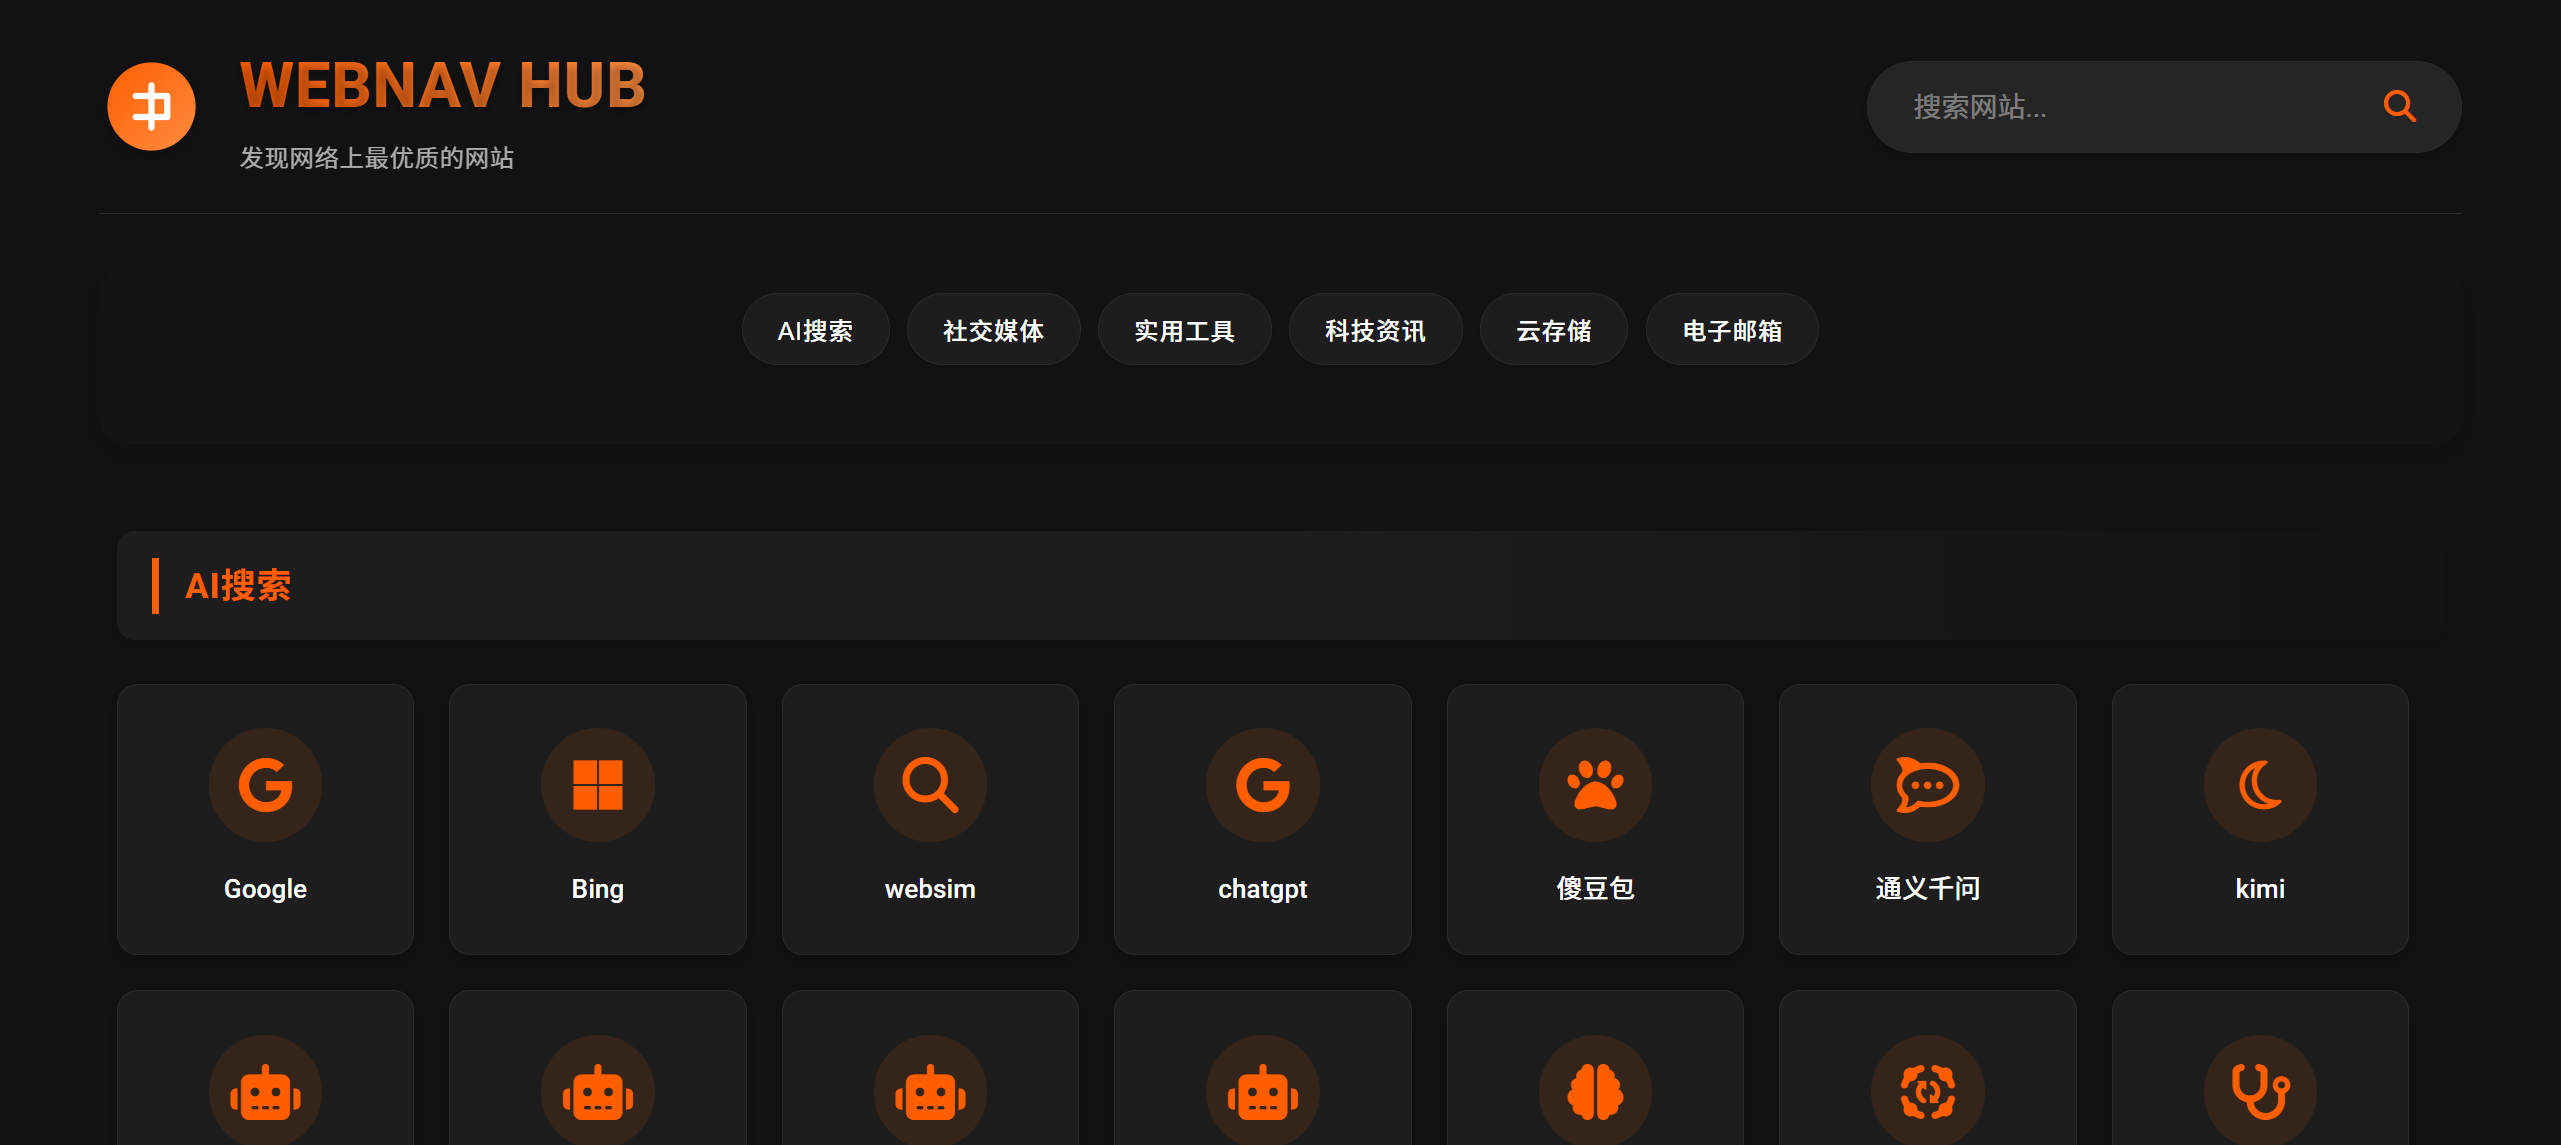 WEBNAV HUB
发现网络上最优质的网站
搜索网站...
AI搜索
社交媒体
实用工具
科技资讯
云存储
电子邮箱
AI搜索
Google
Bing
websim
chatgpt
傻豆包
通义千问
kimi